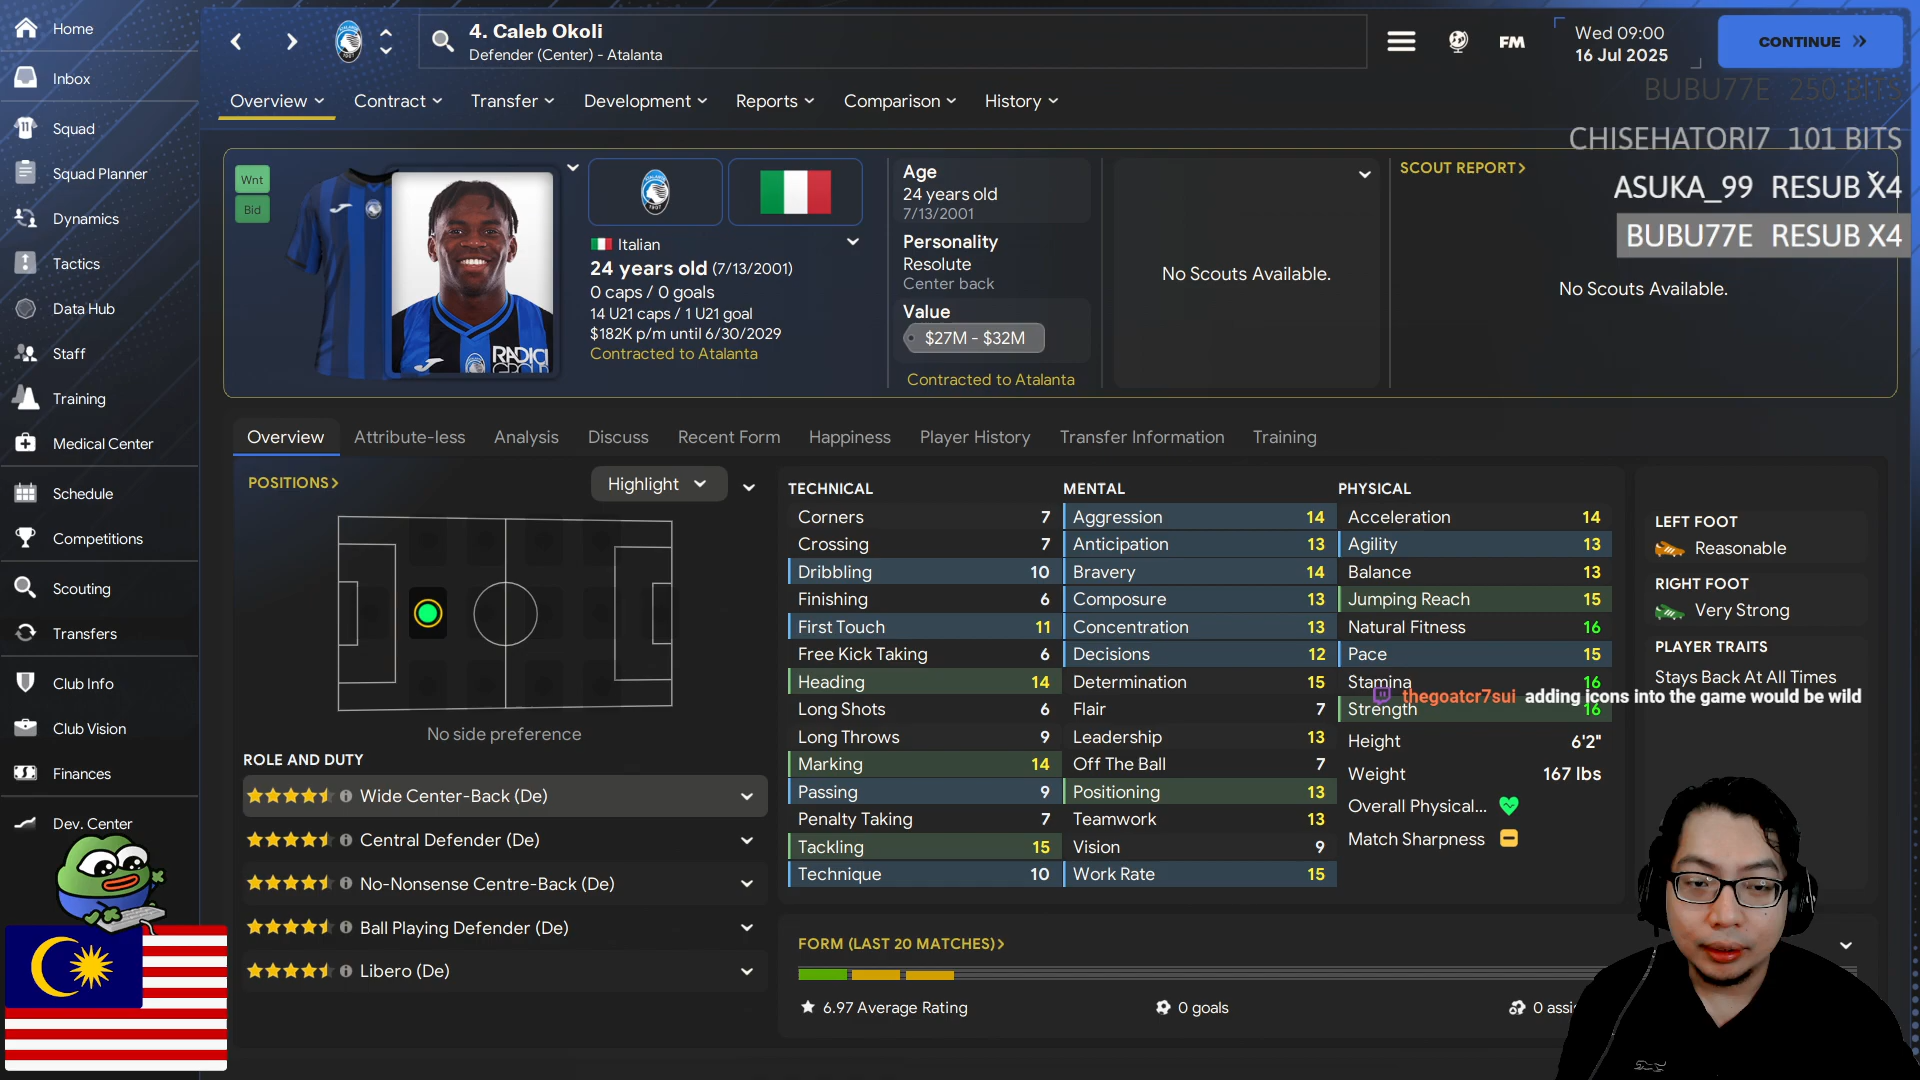 Home
Inbox
Squad
Squad Planner
Dynamics
Tactics
Data Hub
Staff
Training
Medical Center
Schedule
Competitions
Scouting
Transfers
Club Info
Club Vision
Finances
Dev. Center
4. Caleb Okoli
Defender (Center) - Atalanta
FM
Wed 09:00
16 Jul 2025
CONTINUE
Overview
Contract
Transfer
Development
Reports
Comparison
History
BUBU77E 250 BITS
CHISEHATORI7 101 BITS
ASUKA_99 RESUB X4
BUBU77E RESUB X4
Wnt
Bid
Italian
24 years old (7/13/2001)
0 caps / 0 goals
14 U21 caps / 1 U21 goal
$182K p/m until 6/30/2029
Contracted to Atalanta
Age
24 years old
7/13/2001
Personality
Resolute
Center back
Value
$27M - $32M
Contracted to Atalanta
No Scouts Available.
SCOUT REPORT>
No Scouts Available.
Overview
Attribute-less
Analysis
Discuss
Recent Form
Happiness
Player History
Transfer Information
Training
POSITIONS>
Highlight
No side preference
ROLE AND DUTY
Wide Center-Back (De)
Central Defender (De)
No-Nonsense Centre-Back (De)
Ball Playing Defender (De)
Libero (De)
TECHNICAL
Corners 7
Crossing 7
Dribbling 10
Finishing 6
First Touch 11
Free Kick Taking 6
Heading 14
Long Shots 6
Long Throws 9
Marking 14
Passing 9
Penalty Taking 7
Tackling 15
Technique 10
MENTAL
Aggression 14
Anticipation 13
Bravery 14
Composure 13
Concentration 13
Decisions 12
Determination 15
Flair 7
Leadership 13
Off The Ball 7
Positioning 13
Teamwork 13
Vision 9
Work Rate 15
PHYSICAL
Acceleration 14
Agility 13
Balance 13
Jumping Reach 15
Natural Fitness 16
Pace 15
Stamina 16
Strength 16
Height 6'2"
Weight 167 lbs
Overall Physical...
Match Sharpness
LEFT FOOT
Reasonable
RIGHT FOOT
Very Strong
PLAYER TRAITS
Stays Back At All Times
thegoatcr7sui adding icons into the game would be wild
FORM (LAST 20 MATCHES)>
6.97 Average Rating
0 goals
0 assi